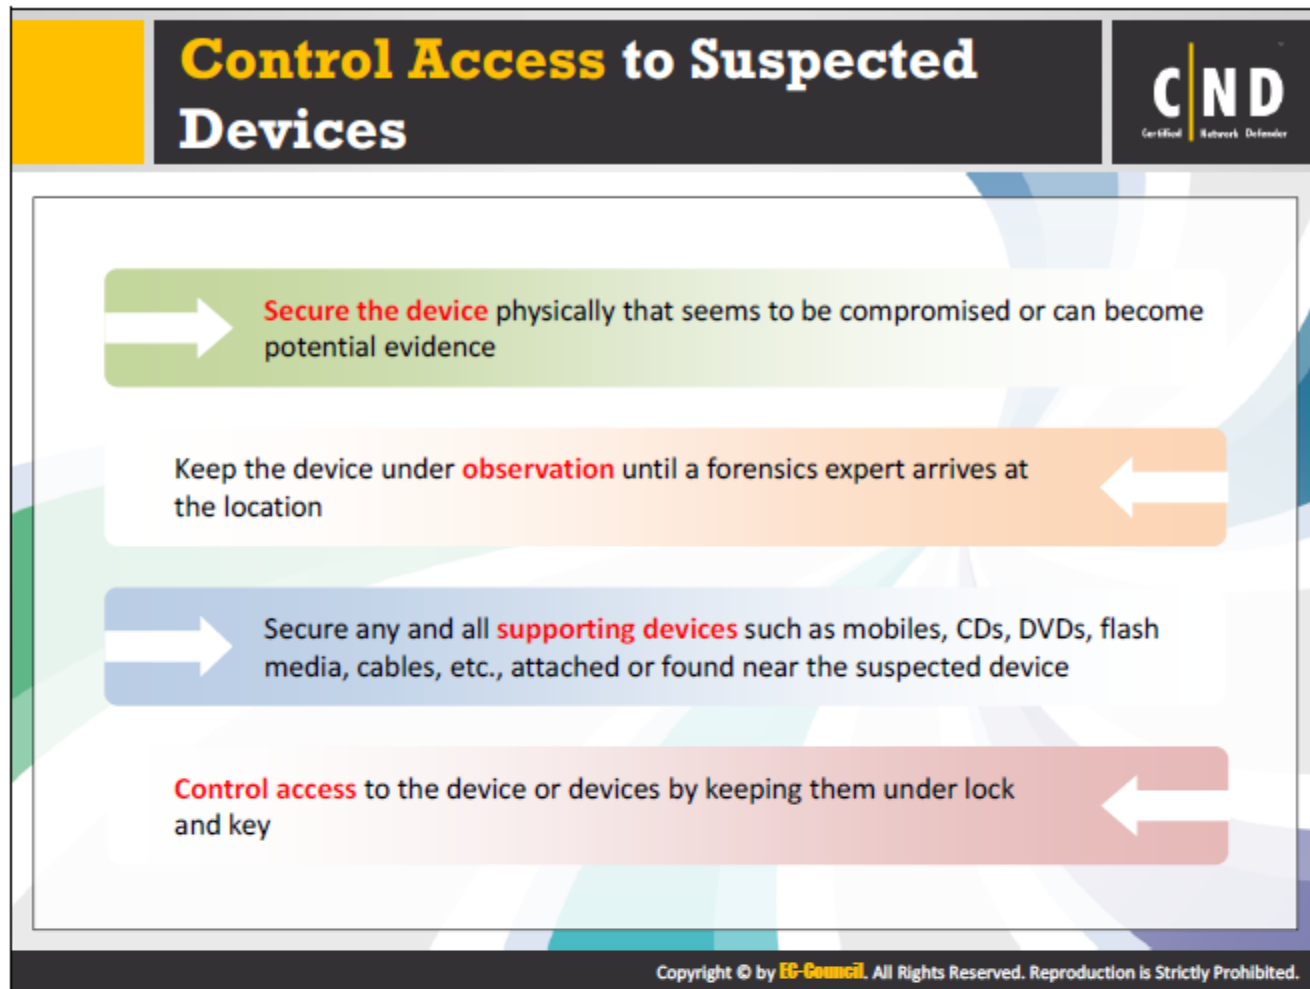 Control Access to Suspected
Devices
C|ND
Certified Network Defender
Secure the device physically that seems to be compromised or can become
potential evidence
Keep the device under observation until a forensics expert arrives at
the location
Secure any and all supporting devices such as mobiles, CDs, DVDs, flash
media, cables, etc., attached or found near the suspected device
Control access to the device or devices by keeping them under lock
and key
Copyright © by EC-Council. All Rights Reserved. Reproduction is Strictly Prohibited.